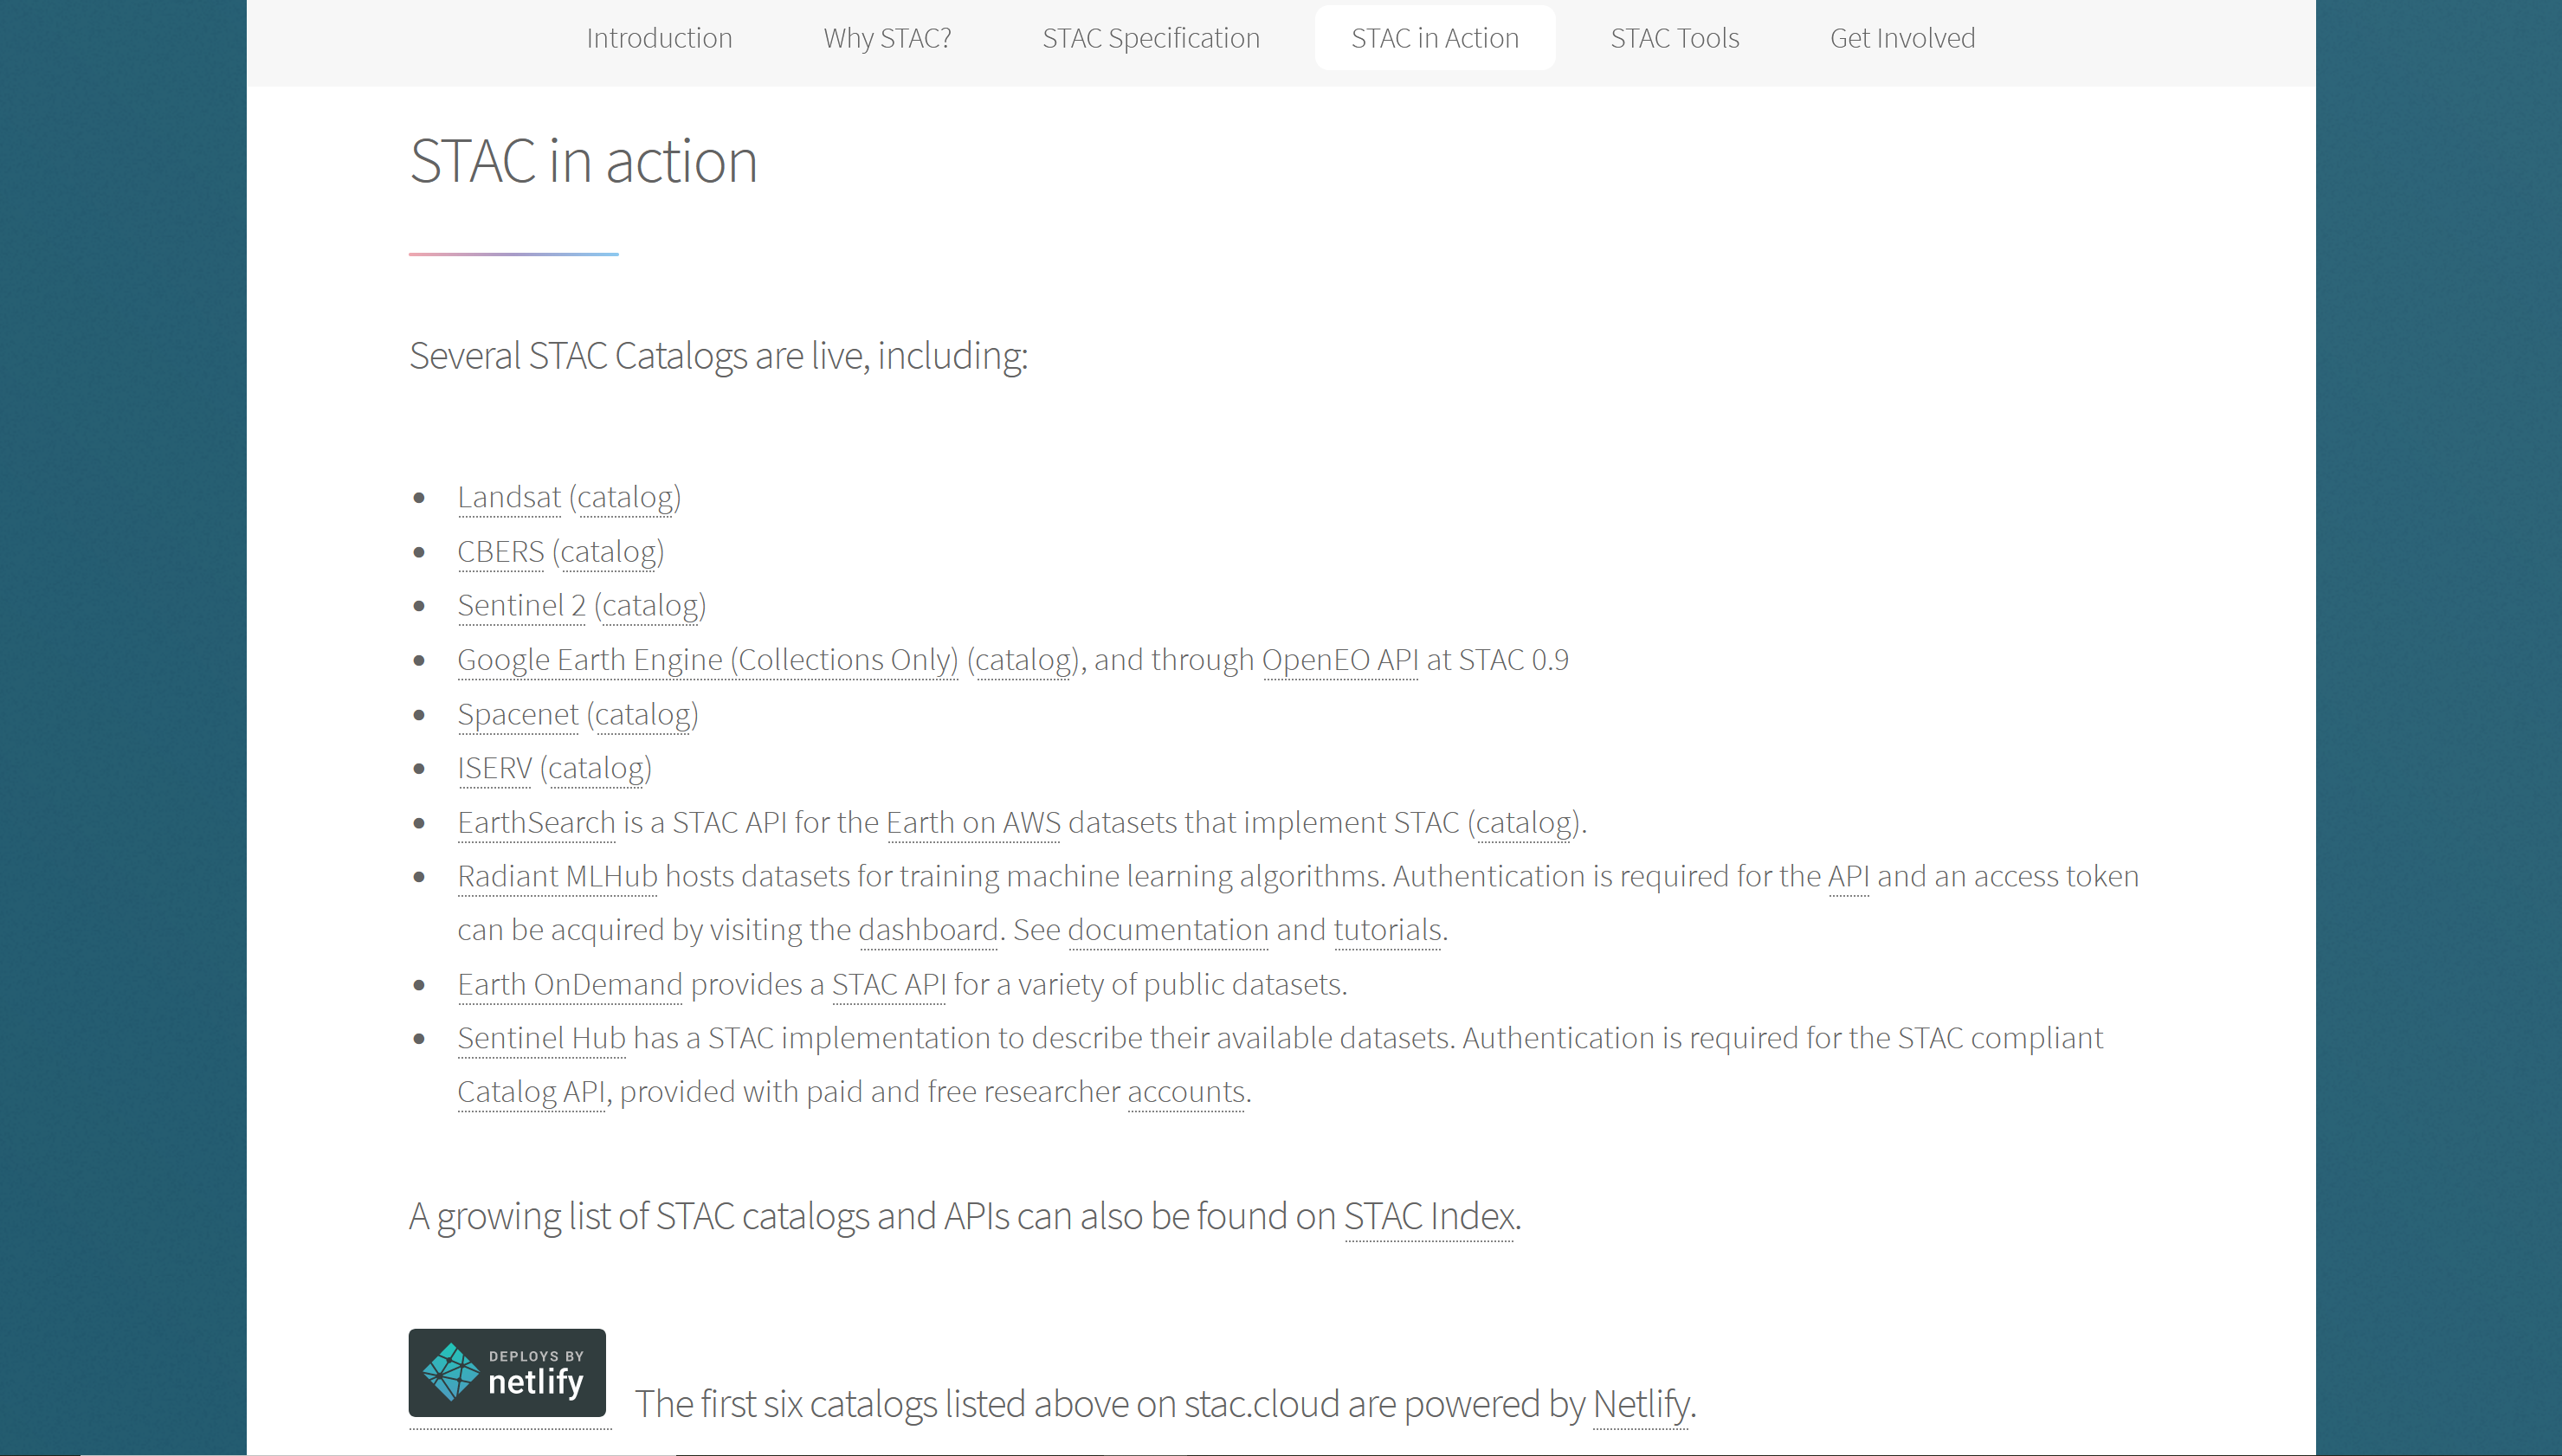 Introduction Why STAC? STAC Specification STAC in Action STAC Tools Get Involved
STAC in action
Several STAC Catalogs are live, including:
Landsat (catalog)
CBERS (catalog)
Sentinel 2 (catalog)
Google Earth Engine (Collections Only) (catalog), and through OpenEO API at STAC 0.9
Spacenet (catalog)
ISERV (catalog)
EarthSearch is a STAC API for the Earth on AWS datasets that implement STAC (catalog).
Radiant MLHub hosts datasets for training machine learning algorithms. Authentication is required for the API and an access token
can be acquired by visiting the dashboard. See documentation and tutorials.
Earth OnDemand provides a STAC API for a variety of public datasets.
Sentinel Hub has a STAC implementation to describe their available datasets. Authentication is required for the STAC compliant
Catalog API, provided with paid and free researcher accounts.
A growing list of STAC catalogs and APIs can also be found on STAC Index.
DEPLOYS BY
netlify
The first six catalogs listed above on stac.cloud are powered by Netlify.